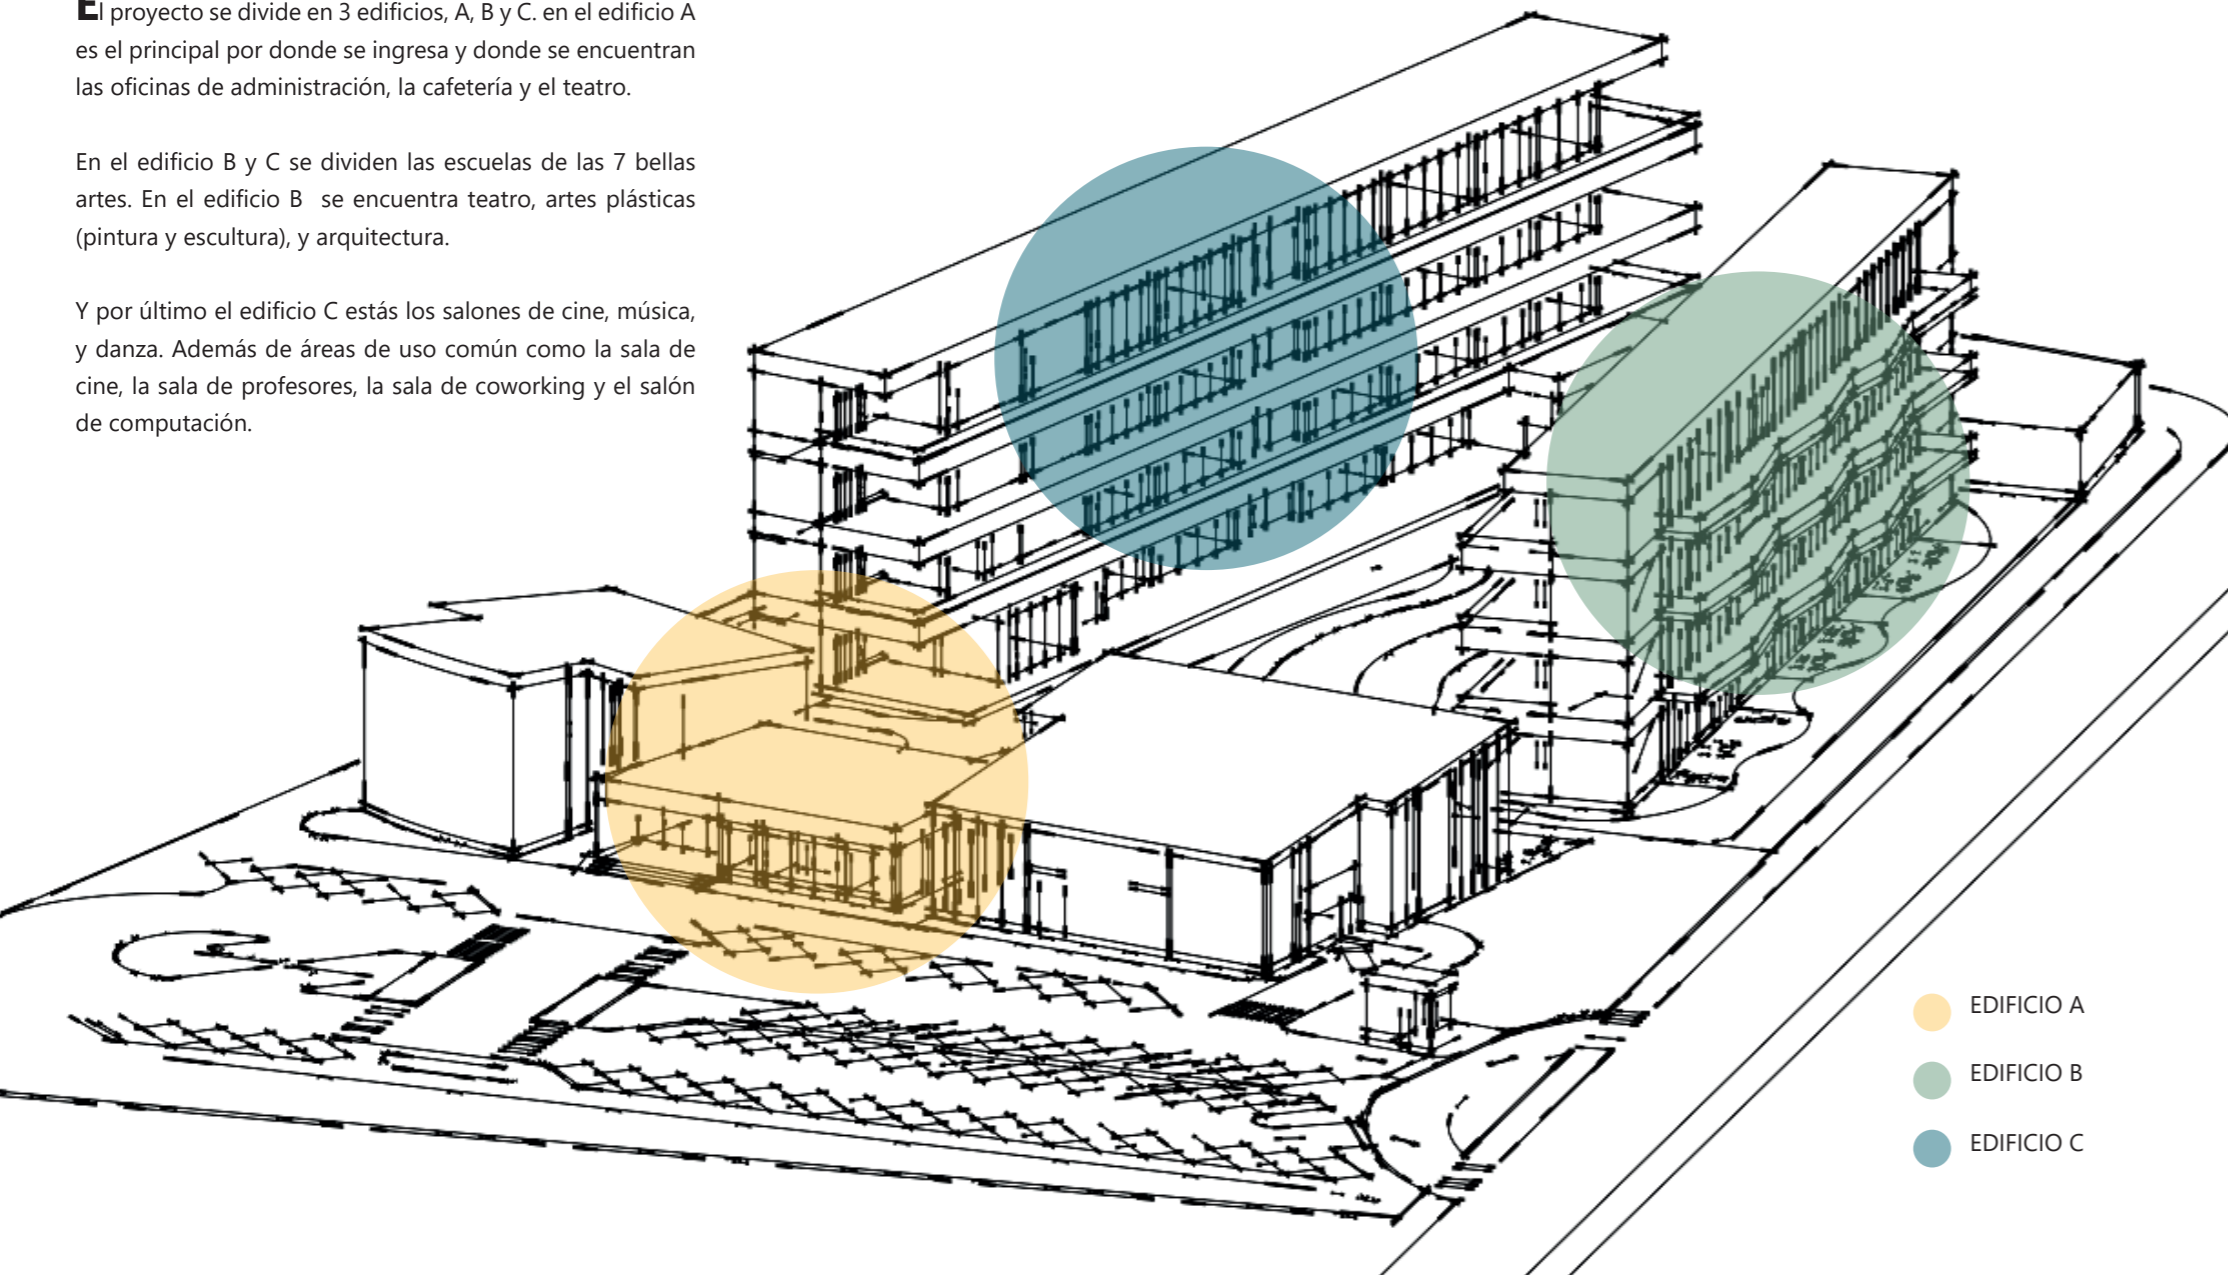 El proyecto se divide en 3 edificios, A, B y C. en el edificio A
es el principal por donde se ingresa y donde se encuentran
las oficinas de administración, la cafetería y el teatro.
En el edificio B y C se dividen las escuelas de las 7 bellas
artes. En el edificio B se encuentra teatro, artes plásticas
(pintura y escultura), y arquitectura.
Y por último el edificio C estás los salones de cine, música,
y danza. Además de áreas de uso común como la sala de
cine, la sala de profesores, la sala de coworking y el salón
de computación.
EDIFICIO A
EDIFICIO B
EDIFICIO C